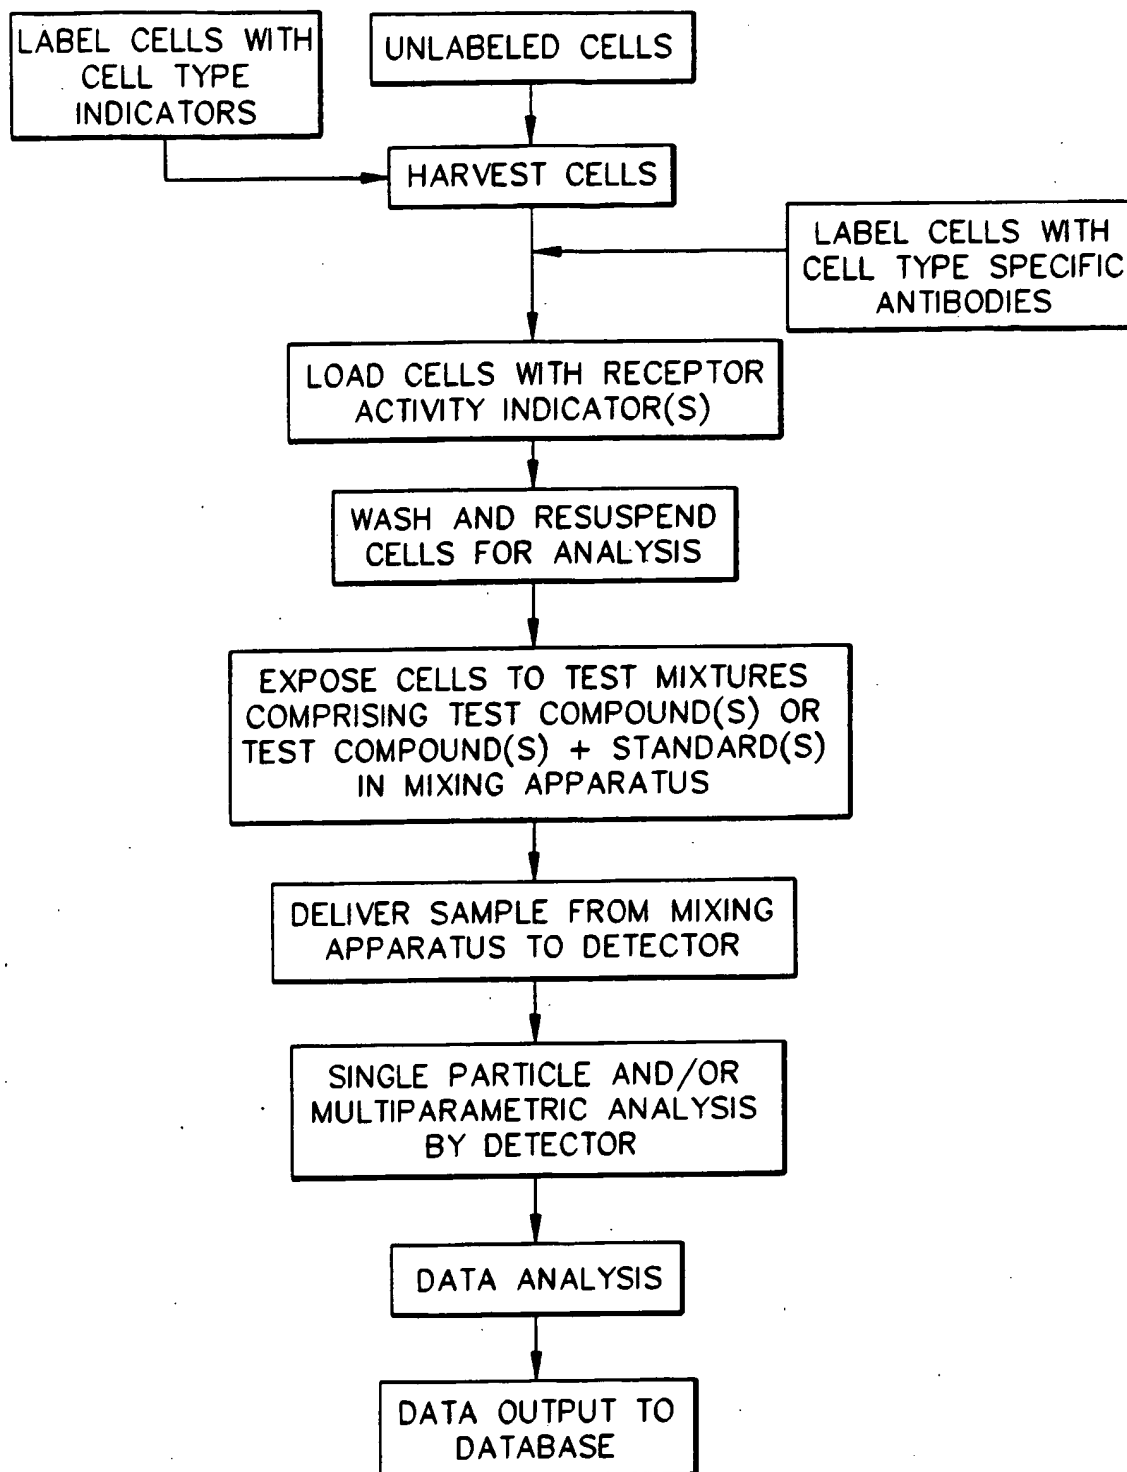 LABEL CELLS WITH
CELL TYPE
INDICATORS
UNLABELED CELLS
HARVEST CELLS
LABEL CELLS WITH
CELL TYPE SPECIFIC
ANTIBODIES
LOAD CELLS WITH RECEPTOR
ACTIVITY INDICATOR(S)
WASH AND RESUSPEND
CELLS FOR ANALYSIS
EXPOSE CELLS TO TEST MIXTURES
COMPRISING TEST COMPOUND(S) OR
TEST COMPOUND(S) + STANDARD(S)
IN MIXING APPARATUS
DELIVER SAMPLE FROM MIXING
APPARATUS TO DETECTOR
SINGLE PARTICLE AND/OR
MULTIPARAMETRIC ANALYSIS
BY DETECTOR
DATA ANALYSIS
DATA OUTPUT TO
DATABASE